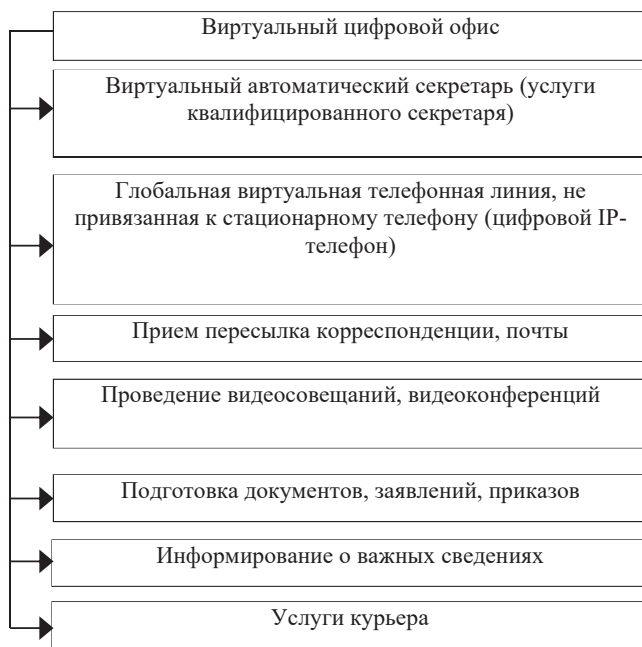 Виртуальный цифровой офис
Виртуальный автоматический секретарь (услуги
квалифицированного секретаря)
Глобальная виртуальная телефонная линия, не
привязанная к стационарному телефону (цифровой IP-
телефон)
Прием пересылка корреспонденции, почты
Проведение видеосовещаний, видеоконференций
Подготовка документов, заявлений, приказов
Информирование о важных сведениях
Услуги курьера